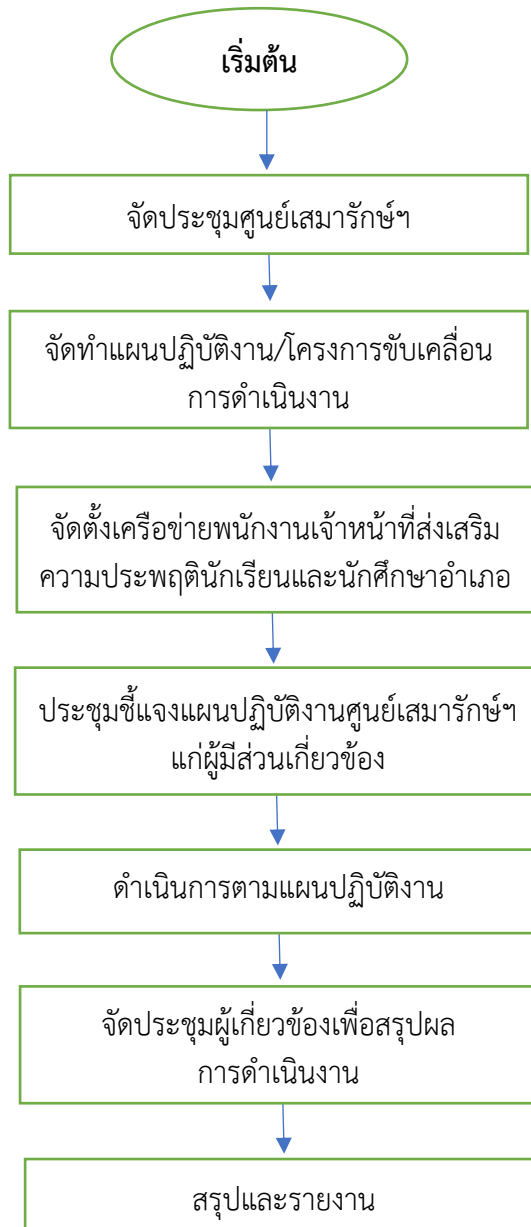 เริ่มต้น
จัดประชุมศูนย์เสมารักษ์ฯ
จัดทำแผนปฏิบัติงาน/โครงการขับเคลื่อน
การดำเนินงาน
จัดตั้งเครือข่ายพนักงานเจ้าหน้าที่ส่งเสริม
ความประพฤตินักเรียนและนักศึกษาอำเภอ
ประชุมชี้แจงแผนปฏิบัติงานศูนย์เสมารักษ์ฯ
แก่ผู้มีส่วนเกี่ยวข้อง
ดำเนินการตามแผนปฏิบัติงาน
จัดประชุมผู้เกี่ยวข้องเพื่อสรุปผล
การดำเนินงาน
สรุปและรายงาน